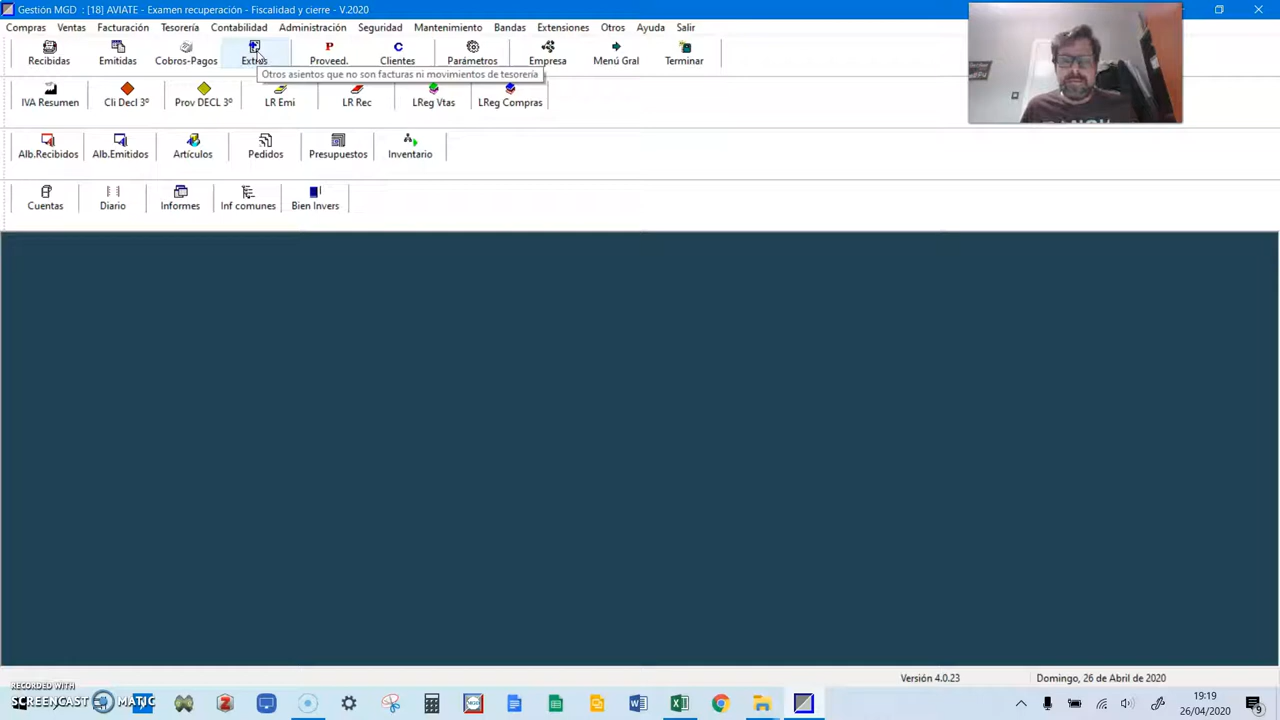 Gestión MGD : [18] AVIATE - Examen recuperación - Fiscalidad y cierre - V.2020
Compras Ventas Facturación Tesorería Contabilidad Administración Seguridad Mantenimiento Bandas Extensiones Otros Ayuda Salir
Recibidas Emitidas Cobros-Pagos Extras Proveed. Clientes Parámetros Empresa Menú Gral Terminar
Otros asientos que no son facturas ni movimientos de tesorería
IVA Resumen Cli Decl 3º Prov DECL 3º LR Emi LR Rec LReg Vtas LReg Compras
Alb.Recibidos Alb.Emitidos Artículos Pedidos Presupuestos Inventario
Cuentas Diario Informes Inf comunes Bien Invers
Versión 4.0.23 Domingo, 26 de Abril de 2020
RECORDED WITH
SCREENCAST MATIC
19:19
26/04/2020